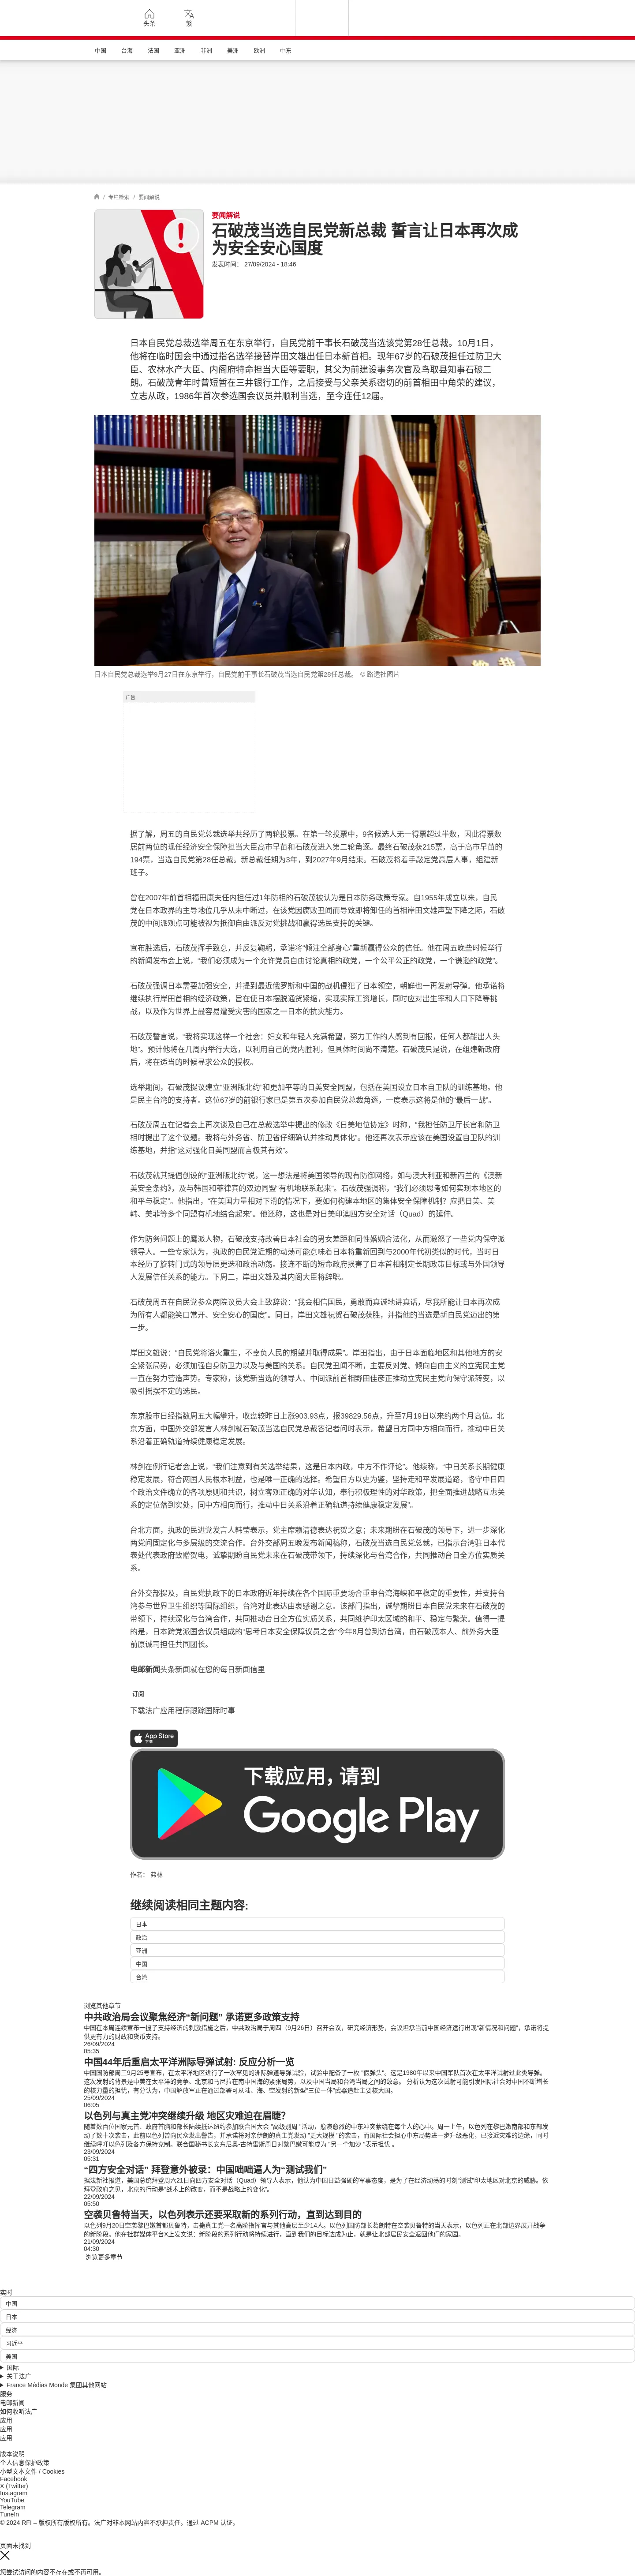 头条
繁
中国 台海 法国 亚洲 非洲 美洲 欧洲 中东
/ 专栏检索 / 要闻解说
要闻解说
石破茂当选自民党新总裁 誓言让日本再次成
为安全安心国度
发表时间： 27/09/2024 - 18:46
日本自民党总裁选举周五在东京举行，自民党前干事长石破茂当选该党第28任总裁。10月1日，
他将在临时国会中通过指名选举接替岸田文雄出任日本新首相。现年67岁的石破茂担任过防卫大
臣、农林水产大臣、内阁府特命担当大臣等要职，其父为前建设事务次官及鸟取县知事石破二
朗。石破茂青年时曾短暂在三井银行工作，之后接受与父亲关系密切的前首相田中角荣的建议，
立志从政，1986年首次参选国会议员并顺利当选，至今连任12届。
日本自民党总裁选举9月27日在东京举行，自民党前干事长石破茂当选自民党第28任总裁。 © 路透社图片
广告
据了解，周五的自民党总裁选举共经历了两轮投票。在第一轮投票中，9名候选人无一得票超过半数，因此得票数
居前两位的现任经济安全保障担当大臣高市早苗和石破茂进入第二轮角逐。最终石破茂获215票，高于高市早苗的
194票，当选自民党第28任总裁。新总裁任期为3年，到2027年9月结束。石破茂将着手敲定党高层人事，组建新
班子。
曾在2007年前首相福田康夫任内担任过1年防相的石破茂被认为是日本防务政策专家。自1955年成立以来，自民
党在日本政界的主导地位几乎从未中断过。在该党因腐败丑闻而导致即将卸任的首相岸田文雄声望下降之际，石破
茂的中间派观点可能被视为抵御自由派反对党挑战和赢得选民支持的关键。
宣布胜选后，石破茂挥手致意，并反复鞠躬，承诺将“倾注全部身心”重新赢得公众的信任。他在周五晚些时候举行
的新闻发布会上说，“我们必须成为一个允许党员自由讨论真相的政党，一个公平公正的政党，一个谦逊的政党”。
石破茂强调日本需要加强安全，并提到最近俄罗斯和中国的战机侵犯了日本领空，朝鲜也一再发射导弹。他承诺将
继续执行岸田首相的经济政策，旨在使日本摆脱通货紧缩，实现实际工资增长，同时应对出生率和人口下降等挑
战，以及作为世界上最容易遭受灾害的国家之一日本的抗灾能力。
石破茂誓言说，“我将实现这样一个社会：妇女和年轻人充满希望，努力工作的人感到有回报，任何人都能出人头
地”。预计他将在几周内举行大选，以利用自己的党内胜利，但具体时间尚不清楚。石破茂只是说，在组建新政府
后，将在适当的时候寻求公众的授权。
选举期间，石破茂提议建立“亚洲版北约”和更加平等的日美安全同盟，包括在美国设立日本自卫队的训练基地。他
是民主台湾的支持者。这位67岁的前银行家已是第五次参加自民党总裁角逐，一度表示这将是他的“最后一战”。
石破茂周五在记者会上再次谈及自己在总裁选举中提出的修改《日美地位协定》时称，“我担任防卫厅长官和防卫
相时提出了这个议题。我将与外务省、防卫省仔细确认并推动具体化”。他还再次表示应该在美国设置自卫队的训
练基地，并指“这对强化日美同盟而言极其有效”。
石破茂就其提倡创设的“亚洲版北约”说，这一想法是将美国领导的现有防御网络，如与澳大利亚和新西兰的《澳新
美安全条约》，及与韩国和菲律宾的双边同盟“有机地联系起来”。石破茂强调称，“我们必须思考如何实现本地区的
和平与稳定”。他指出，“在美国力量相对下滑的情况下，要如何构建本地区的集体安全保障机制？应把日美、美
韩、美菲等多个同盟有机地结合起来”。他还称，这也是对日美印澳四方安全对话（Quad）的延伸。
作为防务问题上的鹰派人物，石破茂支持改善日本社会的男女差距和同性婚姻合法化，从而激怒了一些党内保守派
领导人。一些专家认为，执政的自民党近期的动荡可能意味着日本将重新回到与2000年代初类似的时代，当时日
本经历了旋转门式的领导层更迭和政治动荡。接连不断的短命政府损害了日本首相制定长期政策目标或与外国领导
人发展信任关系的能力。下周二，岸田文雄及其内阁大臣将辞职。
石破茂周五在自民党参众两院议员大会上致辞说：“我会相信国民，勇敢而真诚地讲真话，尽我所能让日本再次成
为所有人都能笑口常开、安全安心的国度”。同日，岸田文雄祝贺石破茂获胜，并指他的当选是新自民党迈出的第
一步。
岸田文雄说：“自民党将浴火重生，不辜负人民的期望并取得成果”。岸田指出，由于日本面临地区和其他地方的安
全紧张局势，必须加强自身防卫力以及与美国的关系。自民党丑闻不断，主要反对党、倾向自由主义的立宪民主党
一直在努力营造声势。专家称，该党新当选的领导人、中间派前首相野田佳彦正推动立宪民主党向保守派转变，以
吸引摇摆不定的选民。
东京股市日经指数周五大幅攀升，收盘较昨日上涨903.93点，报39829.56点，升至7月19日以来约两个月高位。北
京方面，中国外交部发言人林剑就石破茂当选自民党总裁答记者问时表示，希望日方同中方相向而行，推动中日关
系沿着正确轨道持续健康稳定发展。
林剑在例行记者会上说，“我们注意到有关选举结果，这是日本内政，中方不作评论”。他续称，“中日关系长期健康
稳定发展，符合两国人民根本利益，也是唯一正确的选择。希望日方以史为鉴，坚持走和平发展道路，恪守中日四
个政治文件确立的各项原则和共识，树立客观正确的对华认知，奉行积极理性的对华政策，把全面推进战略互惠关
系的定位落到实处，同中方相向而行，推动中日关系沿着正确轨道持续健康稳定发展”。
台北方面，执政的民进党发言人韩莹表示，党主席赖清德表达祝贺之意；未来期盼在石破茂的领导下，进一步深化
两党间固定化与多层级的交流合作。台外交部周五晚发布新闻稿称，石破茂当选自民党总裁，已指示台湾驻日本代
表处代表政府致赠贺电，诚挚期盼自民党未来在石破茂带领下，持续深化与台湾合作，共同推动台日全方位实质关
系。
台外交部提及，自民党执政下的日本政府近年持续在各个国际重要场合重申台湾海峡和平稳定的重要性，并支持台
湾参与世界卫生组织等国际组织，台湾对此表达由衷感谢之意。该部门指出，诚挚期盼日本自民党未来在石破茂的
带领下，持续深化与台湾合作，共同推动台日全方位实质关系，共同维护印太区域的和平、稳定与繁荣。值得一提
的是，日本跨党派国会议员组成的“思考日本安全保障议员之会”今年8月曾到访台湾，由石破茂本人、前外务大臣
前原诚司担任共同团长。
电邮新闻头条新闻就在您的每日新闻信里
订阅
下载法广应用程序跟踪国际时事
App Store
下载
下载应用，请到
Google Play
作者： 弗林
继续阅读相同主题内容:
日本
政治
亚洲
中国
台湾
浏览其他章节
中共政治局会议聚焦经济“新问题” 承诺更多政策支持
中国在本周连续宣布一揽子支持经济的刺激措施之后，中共政治局于周四（9月26日）召开会议，研究经济形势，会议坦承当前中国经济运行出现“新情况和问题”，承诺将提
供更有力的财政和货币支持。
26/09/2024
05:35
中国44年后重启太平洋洲际导弹试射: 反应分析一览
中国国防部周三9月25号宣布，在太平洋地区进行了一次罕见的洲际弹道导弹试验，试验中配备了一枚 “假弹头”。这是1980年以来中国军队首次在太平洋试射过此类导弹。
这次发射的背景是中美在太平洋的竞争、北京和马尼拉在南中国海的紧张局势，以及中国当局和台湾当局之间的敌意。 分析认为这次试射可能引发国际社会对中国不断增长
的核力量的担忧，有分认为，中国解放军正在通过部署可从陆、海、空发射的新型“三位一体”武器追赶主要核大国。
25/09/2024
06:05
以色列与真主党冲突继续升级 地区灾难迫在眉睫?
随着数百位国家元首、政府首脑和部长陆续抵达纽约参加联合国大会 “高级别周 ”活动，愈演愈烈的中东冲突萦绕在每个人的心中。周一上午，以色列在黎巴嫩南部和东部发
动了数十次袭击，此前以色列曾向民众发出警告，并承诺将对亲伊朗的真主党发动 “更大规模 ”的袭击，而国际社会担心中东局势进一步升级恶化，已接近灾难的边缘，同时
继续呼吁以色列及各方保持克制。联合国秘书长安东尼奥·古特雷斯周日对黎巴嫩可能成为 “另一个加沙 ”表示担忧 。
23/09/2024
05:31
“四方安全对话” 拜登意外被录：中国咄咄逼人为“测试我们”
据法新社报道，美国总统拜登周六21日向四方安全对话（Quad）领导人表示，他认为中国日益强硬的军事态度，是为了在经济动荡的时刻“测试”印太地区对北京的威胁。依
拜登政府之见，北京的行动是“战术上的改变，而不是战略上的变化”。
22/09/2024
05:50
空袭贝鲁特当天，以色列表示还要采取新的系列行动，直到达到目的
以色列9月20日空袭黎巴嫩首都贝鲁特，击毙真主党一名高阶指挥官与其他高层至少14人。以色列国防部长葛朗特在空袭贝鲁特的当天表示，以色列正在北部边界展开战争
的新阶段。他在社群媒体平台X上发文说：新阶段的系列行动将持续进行，直到我们的目标达成为止，就是让北部居民安全返回他们的家园。
21/09/2024
04:30
浏览更多章节
实时
中国
日本
经济
习近平
美国
国际
关于法广
France Médias Monde 集团其他网站
服务
电邮新闻
如何收听法广
应用
应用
应用
版本说明
个人信息保护政策
小型文本文件 / Cookies
Facebook
X (Twitter)
Instagram
YouTube
Telegram
TuneIn
© 2024 RFI – 版权所有版权所有。法广对非本网站内容不承担责任。通过 ACPM 认证。
页面未找到
您尝试访问的内容不存在或不再可用。